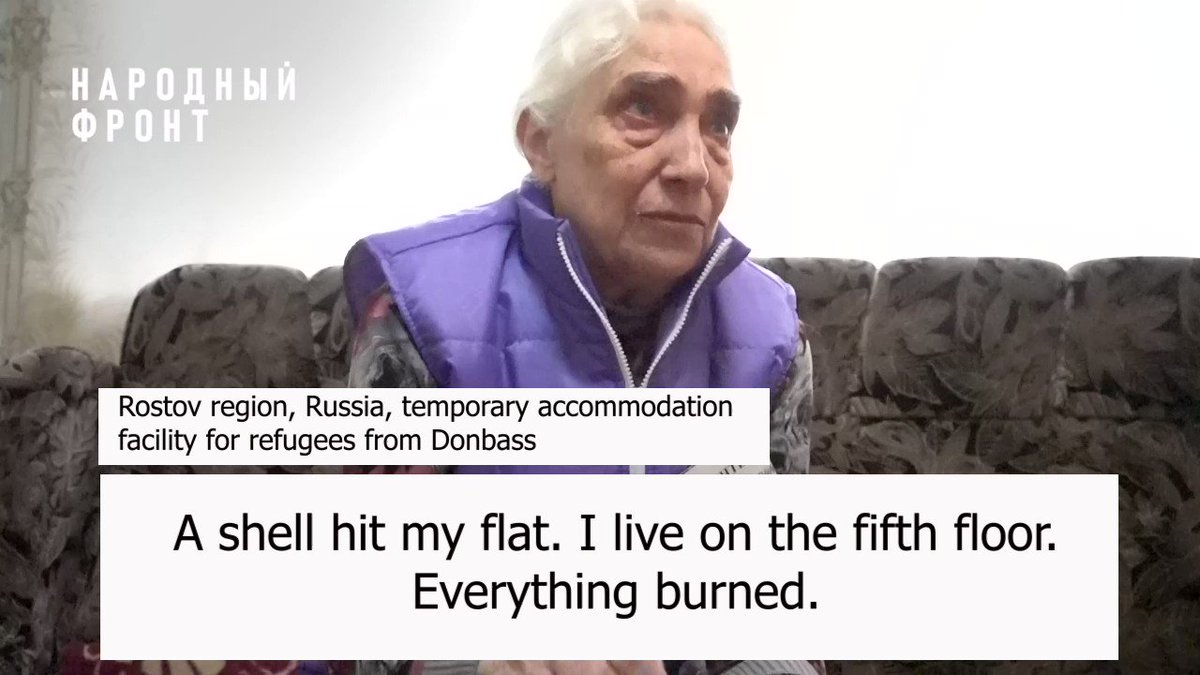 НАРОДНЫЙ
ФРОНТ
Rostov region, Russia, temporary accommodation
facility for refugees from Donbass
A shell hit my flat. I live on the fifth floor.
Everything burned.